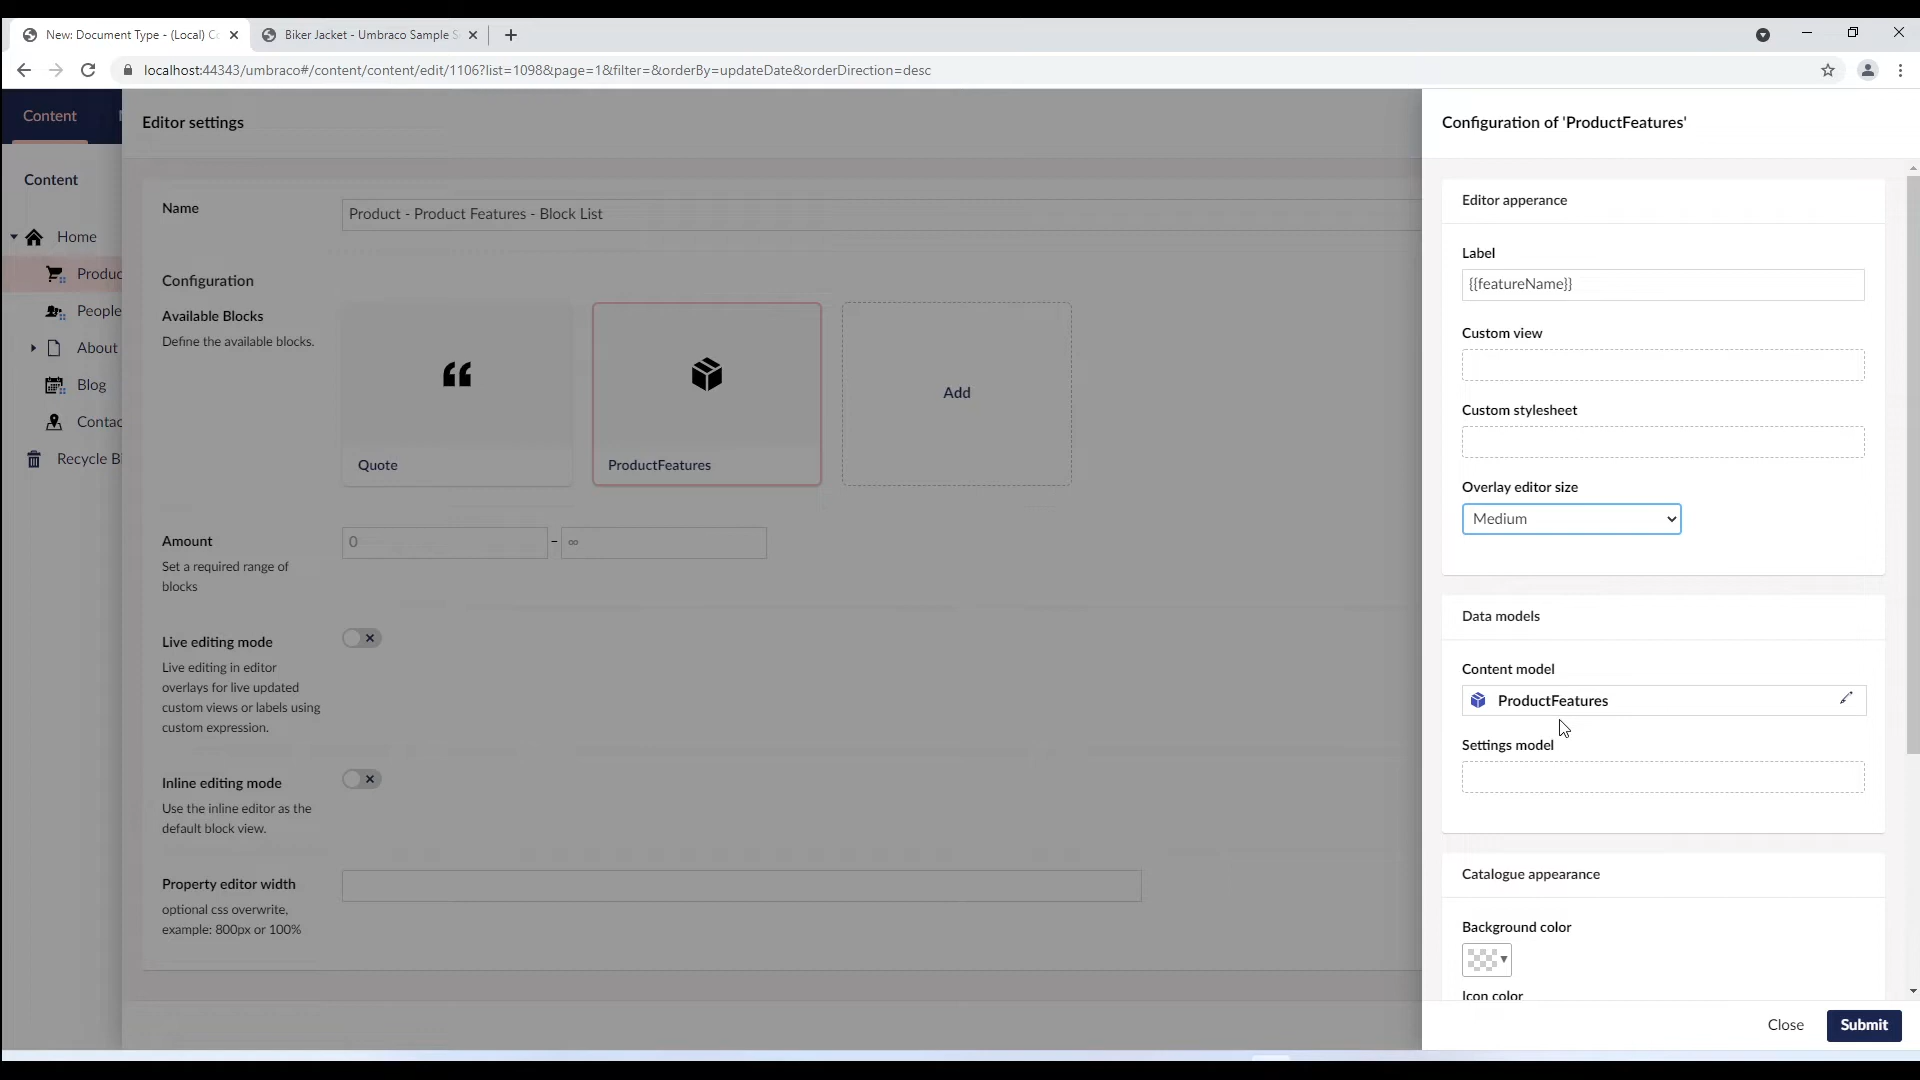 New: Document Type - (Local) C
Biker Jacket - Umbraco Sample S
localhost:44343/umbraco#/content/content/edit/1106?list=1098&page=1&filter=&orderBy=updateDate&orderDirection=desc
Content
Content
Home
Produc
People
About
Blog
Contac
Recycle B
Editor settings
Name
Product - Product Features - Block List
Configuration
Available Blocks
Define the available blocks.
Quote
ProductFeatures
Add
Amount
Set a required range of
blocks
0
-
∞
Live editing mode
Live editing in editor
overlays for live updated
custom views or labels using
custom expression.
Inline editing mode
Use the inline editor as the
default block view.
Property editor width
optional css overwrite,
example: 800px or 100%
Configuration of 'ProductFeatures'
Editor apperance
Label
{{featureName}}
Custom view
Custom stylesheet
Overlay editor size
Medium
Data models
Content model
ProductFeatures
Settings model
Catalogue appearance
Background color
Icon color
Close
Submit